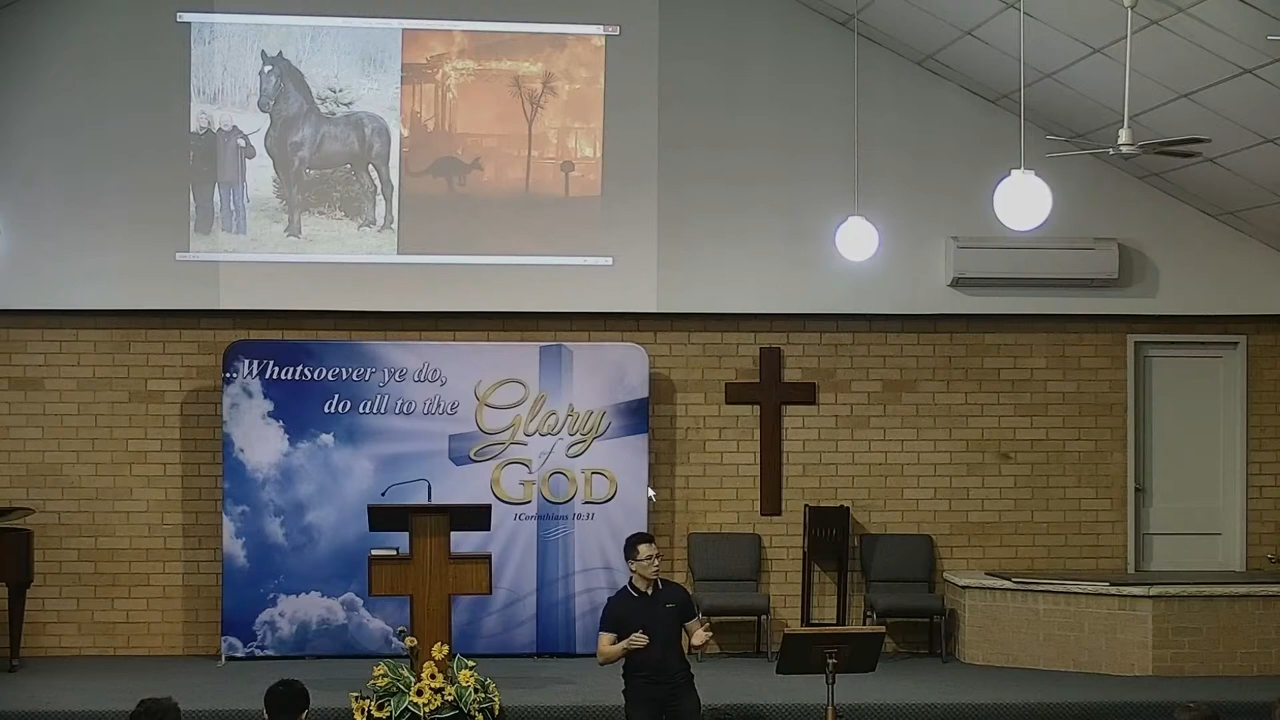 ...Whatsoever ye do,
do all to the
Glory
of
GOD
1Corinthians 10:31